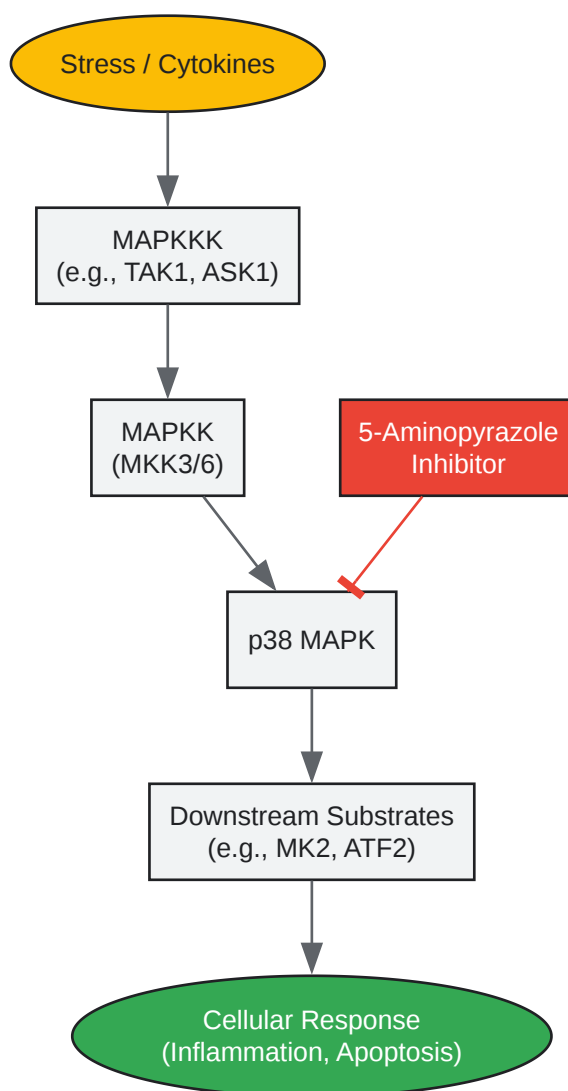 Stress / Cytokines
MAPKKK
(e.g., TAK1, ASK1)
MAPKK
(MKK3/6)
5-Aminopyrazole
Inhibitor
p38 MAPK
Downstream Substrates
(e.g., MK2, ATF2)
Cellular Response
(Inflammation, Apoptosis)